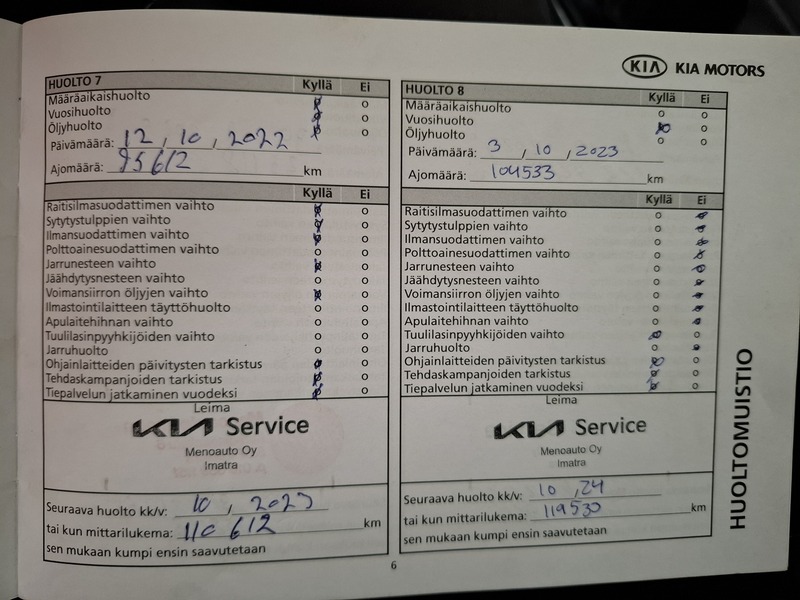 KIA KIA MOTORS
HUOLTO 7 Kyllä Ei
Määräaikaishuolto o
Vuosihuolto o
Öljyhuolto o
Päivämäärä: 12, 10, 2022
Ajomäärä: 95612 km
Kyllä Ei
Raitisilmasuodattimen vaihto o
Sytytystulppien vaihto o
Ilmansuodattimen vaihto o
Polttoainesuodattimen vaihto o o
Jarrunesteen vaihto o
Jäähdytysnesteen vaihto o o
Voimansiirron öljyjen vaihto o
Ilmastointilaitteen täyttöhuolto o o
Apulaitehihnan vaihto o o
Tuulilasinpyyhkijöiden vaihto o o
Jarruhuolto o o
Ohjainlaitteiden päivitysten tarkistus o
Tehdaskampanjoiden tarkistus o
Tiepalvelun jatkaminen vuodeksi o
Leima
KIA Service
Menoauto Oy
Imatra
Seuraava huolto kk/v: 10, 2023
tai kun mittarilukema: 110612 km
sen mukaan kumpi ensin saavutetaan
HUOLTO 8 Kyllä Ei
Määräaikaishuolto o o
Vuosihuolto o
Öljyhuolto o o
Päivämäärä: 3, 10, 2023
Ajomäärä: 104533 km
Kyllä Ei
Raitisilmasuodattimen vaihto o
Sytytystulppien vaihto o
Ilmansuodattimen vaihto o
Polttoainesuodattimen vaihto o
Jarrunesteen vaihto o
Jäähdytysnesteen vaihto o
Voimansiirron öljyjen vaihto o
Ilmastointilaitteen täyttöhuolto o
Apulaitehihnan vaihto o
Tuulilasinpyyhkijöiden vaihto o
Jarruhuolto o
Ohjainlaitteiden päivitysten tarkistus o
Tehdaskampanjoiden tarkistus o
Tiepalvelun jatkaminen vuodeksi o
Leima
KIA Service
Menoauto Oy
Imatra
Seuraava huolto kk/v: 10, 24
tai kun mittarilukema: 119530 km
sen mukaan kumpi ensin saavutetaan
HUOLTOMUISTIO
6